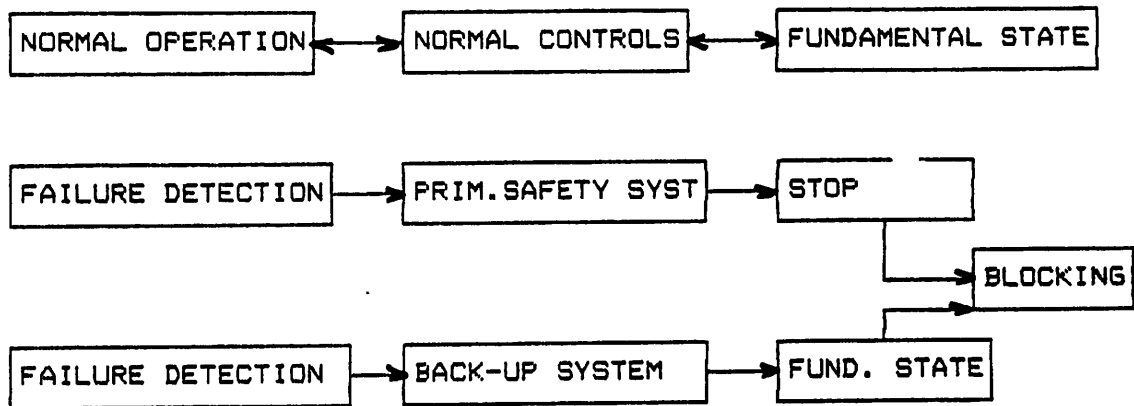 NORMAL OPERATION
NORMAL CONTROLS
FUNDAMENTAL STATE
FAILURE DETECTION
PRIM.SAFETY SYST
STOP
BLOCKING
FAILURE DETECTION
BACK-UP SYSTEM
FUND. STATE